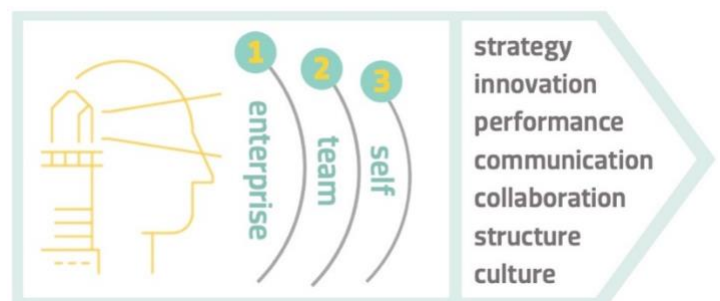 1
enterprise
2
team
3
self
strategy
innovation
performance
communication
collaboration
structure
culture